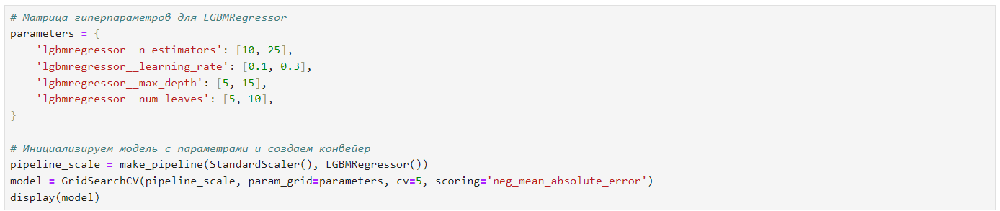 # Матрица гиперпараметров для LGBMRegressor
parameters = {
    'lgbmregressor__n_estimators': [10, 25],
    'lgbmregressor__learning_rate': [0.1, 0.3],
    'lgbmregressor__max_depth': [5, 15],
    'lgbmregressor__num_leaves': [5, 10],
}

# Инициализируем модель с параметрами и создаем конвейер
pipeline_scale = make_pipeline(StandardScaler(), LGBMRegressor())
model = GridSearchCV(pipeline_scale, param_grid=parameters, cv=5, scoring='neg_mean_absolute_error')
display(model)